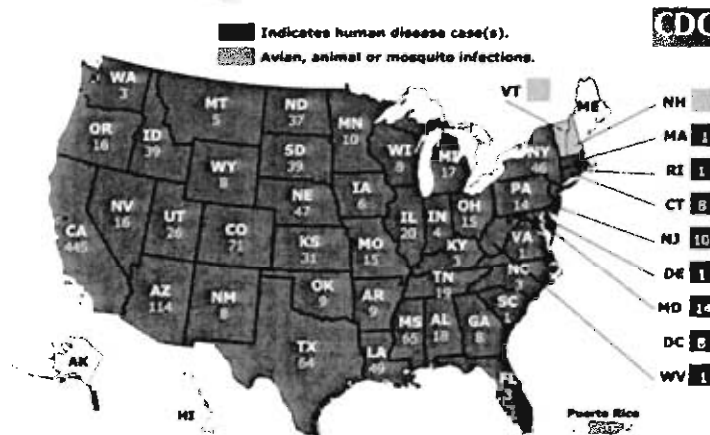 Indicates human disease case(s).
Avian, animal or mosquito infections.
CDC
WA
3
MT
5
ND
37
MN
10
VT
ME
NH
OR
16
ID
39
SD
39
WI
8
MI
17
NY
46
MA 1
WY
8
RI 1
NE
47
IA
6
PA
14
CT 8
NV
16
UT
26
CO
71
IL
20
IN
4
OH
15
NJ 10
CA
445
KS
31
MO
15
KY
3
VA
1
DE 1
TN
19
NC
3
MD 14
AZ
114
NM
8
OK
9
AR
9
SC
1
DC 8
MS
65
AL
18
GA
8
TX
64
LA
49
WV 1
FL
3
AK
HI
Puerto Rico